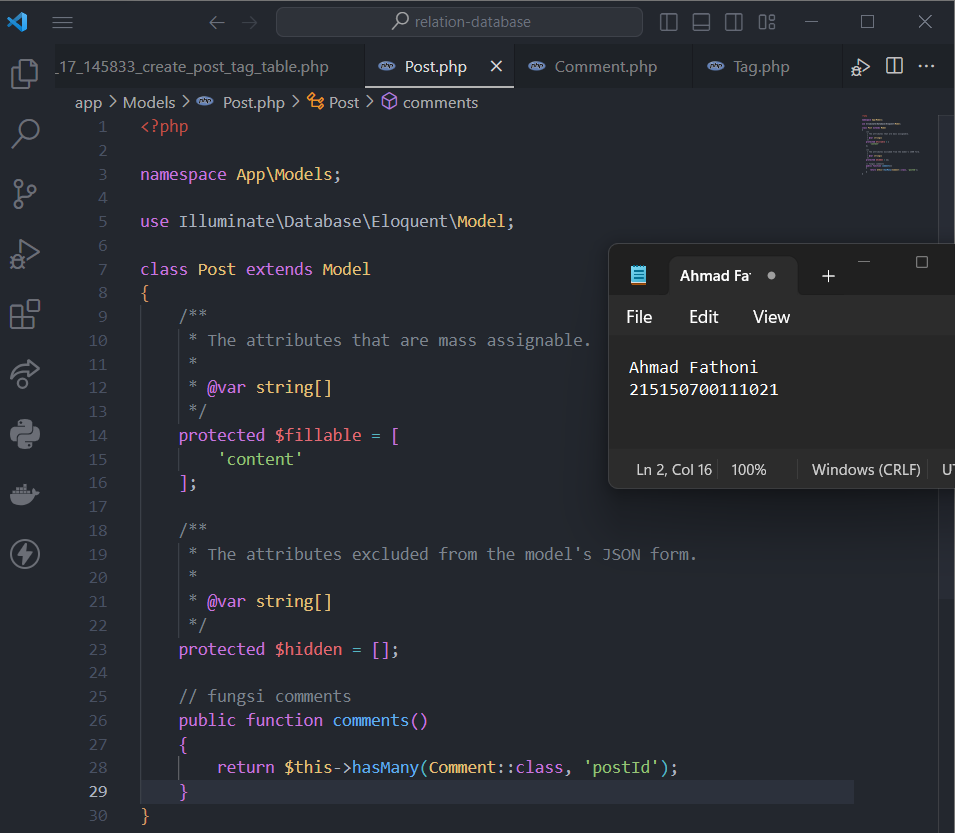 relation-database
_17_145833_create_post_tag_table.php
Post.php
Comment.php
Tag.php
app > Models > Post.php > Post > comments
1 <?php
2
3 namespace App\Models;
4
5 use Illuminate\Database\Eloquent\Model;
6
7 class Post extends Model
8 {
9 /**
10 * The attributes that are mass assignable.
11 *
12 * @var string[]
13 */
14 protected $fillable = [
15 'content'
16 ];
17
18 /**
19 * The attributes excluded from the model's JSON form.
20 *
21 * @var string[]
22 */
23 protected $hidden = [];
24
25 // fungsi comments
26 public function comments()
27 {
28 return $this->hasMany(Comment::class, 'postId');
29 }
30 }
Ahmad Fa
File Edit View
Ahmad Fathoni
215150700111021
Ln 2, Col 16 100% Windows (CRLF) UT